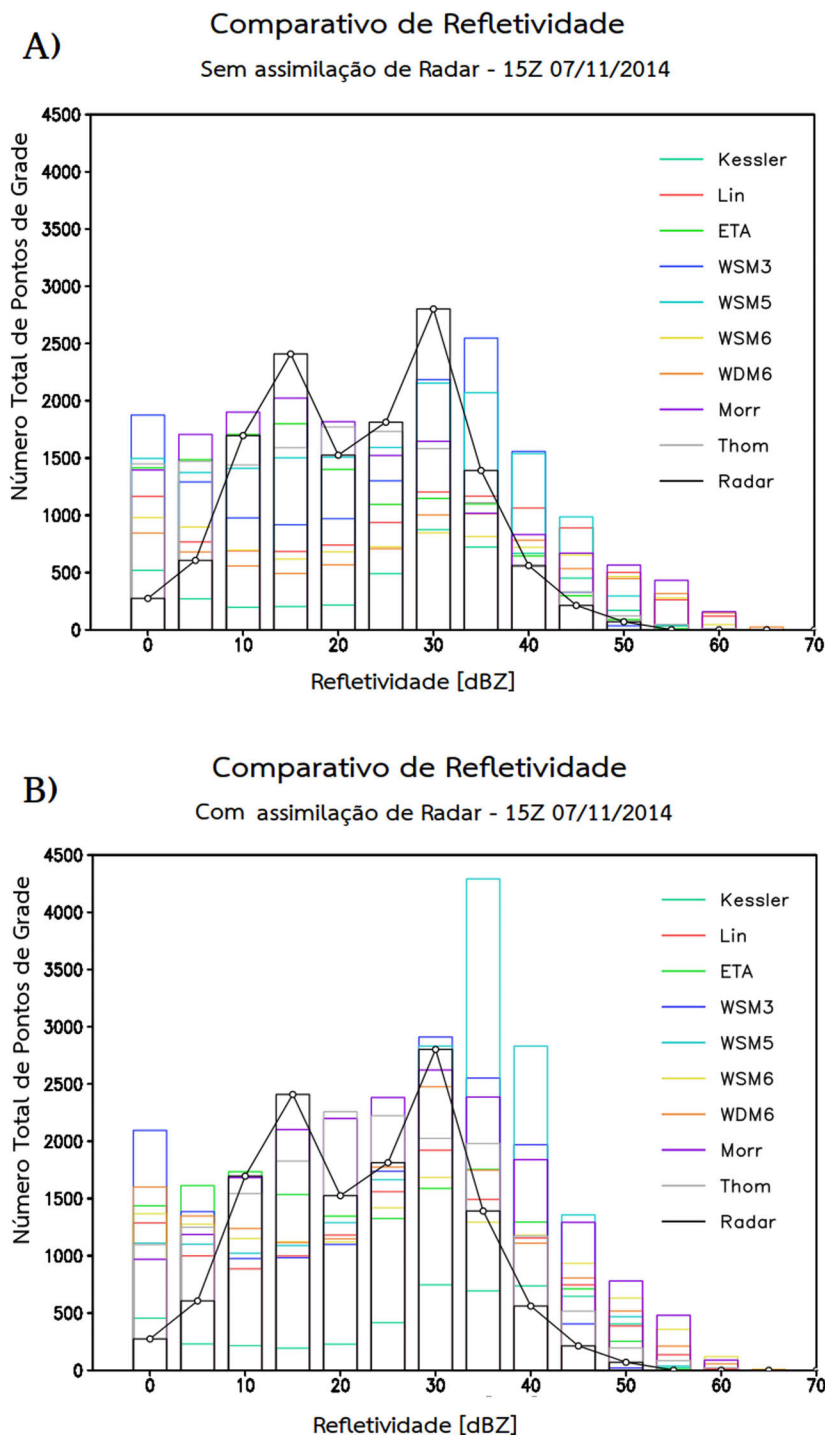 A)
Comparativo de Refletividade
Sem assimilação de Radar - 15Z 07/11/2014
Número Total de Pontos de Grade
4500
4000
3500
3000
2500
2000
1500
1000
500
0
Kessler
Lin
ETA
WSM3
WSM5
WSM6
WDM6
Morr
Thom
Radar
0 10 20 30 40 50 60 70
Refletividade [dBZ]
B)
Comparativo de Refletividade
Com assimilação de Radar - 15Z 07/11/2014
Número Total de Pontos de Grade
4500
4000
3500
3000
2500
2000
1500
1000
500
0
Kessler
Lin
ETA
WSM3
WSM5
WSM6
WDM6
Morr
Thom
Radar
0 10 20 30 40 50 60 70
Refletividade [dBZ]